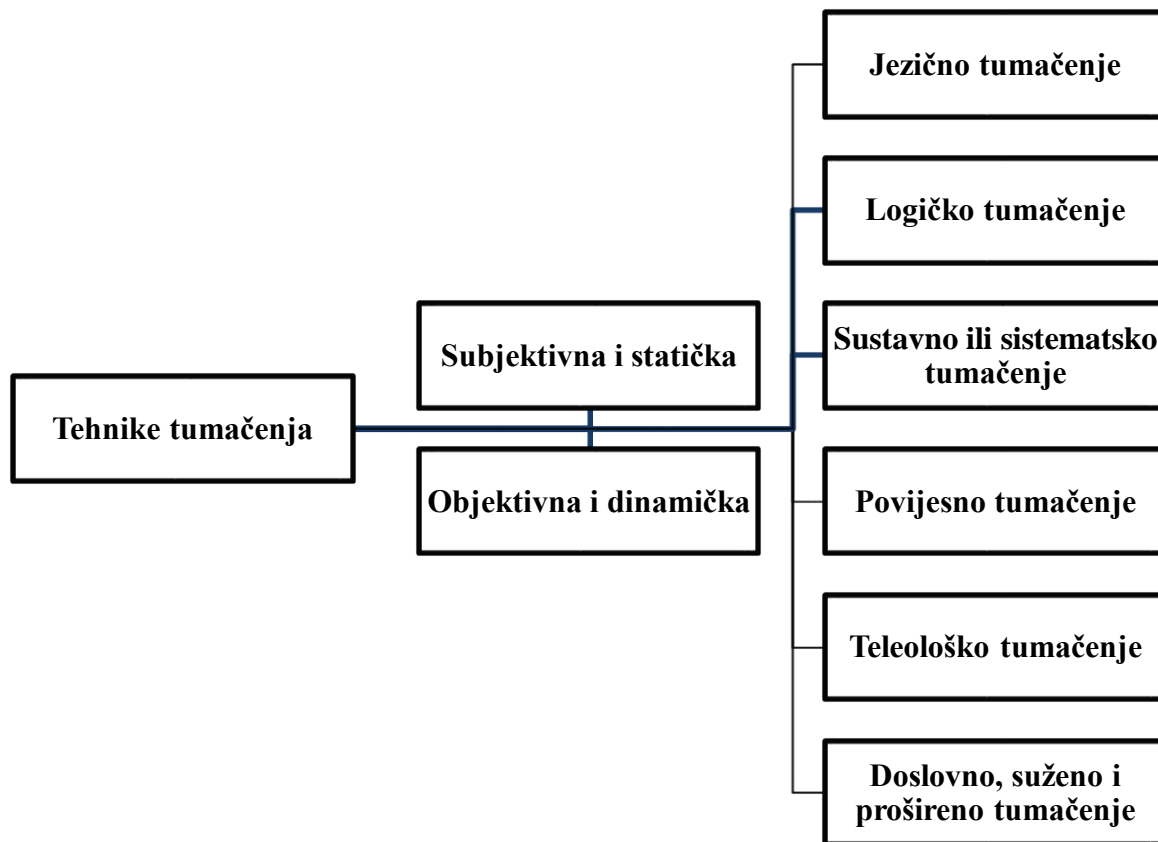 Jezično tumačenje
Logičko tumačenje
Subjektivna i statička
Sustavno ili sistematsko
tumačenje
Tehnike tumačenja
Objektivna i dinamička
Povijesno tumačenje
Teleološko tumačenje
Doslovno, suženo i
prošireno tumačenje